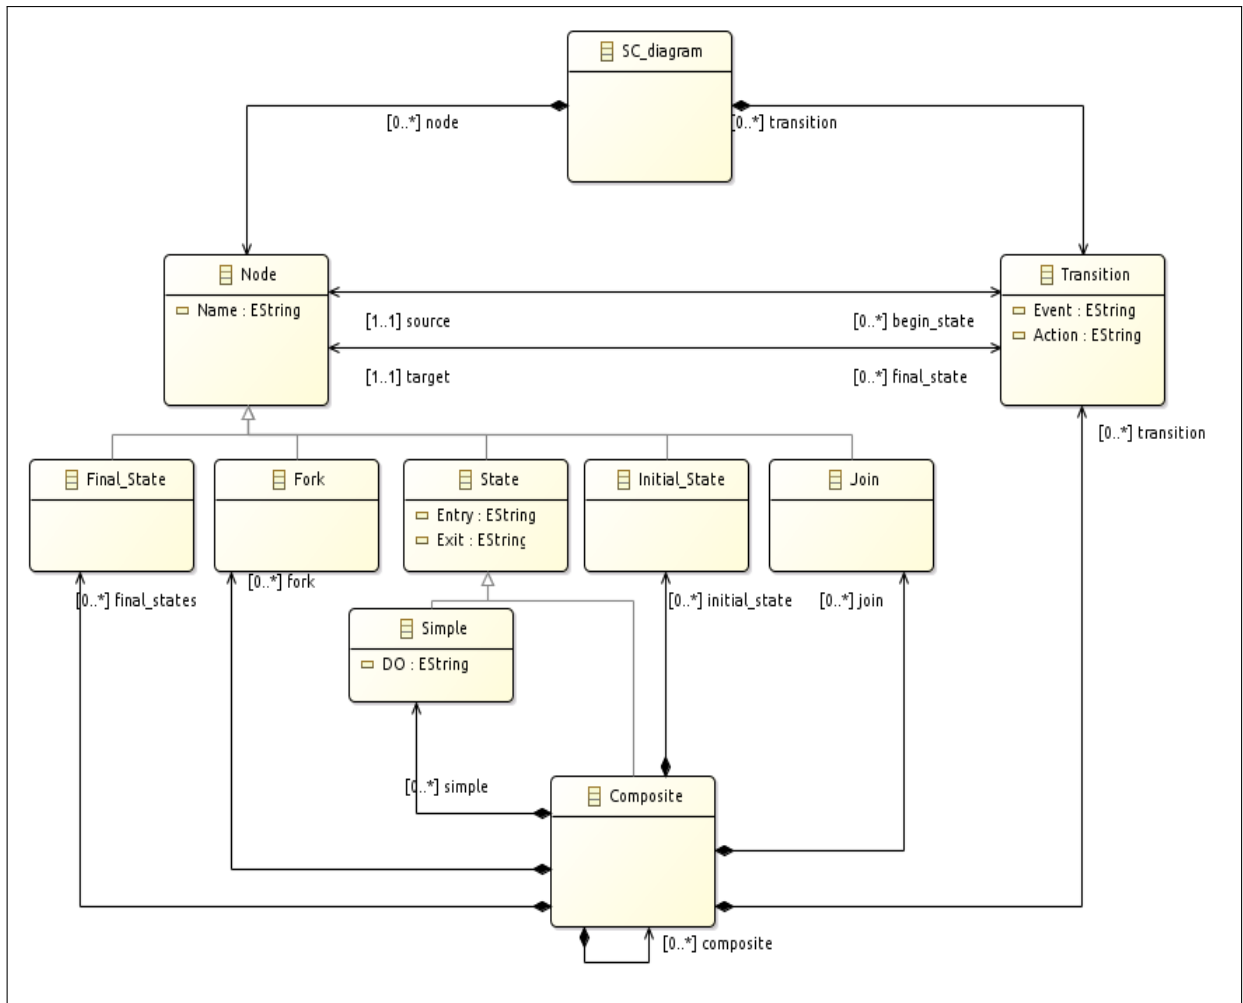 SC_diagram
[0..*] node
[0..*] transition
Node
Name : EString
Transition
Event : EString
Action : EString
[1..1] source
[0..*] begin_state
[1..1] target
[0..*] final_state
[0..*] transition
Final_State
Fork
State
Entry : EString
Exit : EString
Initial_State
Join
[0..*] final_states
[0..*] fork
[0..*] initial_state
[0..*] join
Simple
DO : EString
[0..*] simple
Composite
[0..*] composite